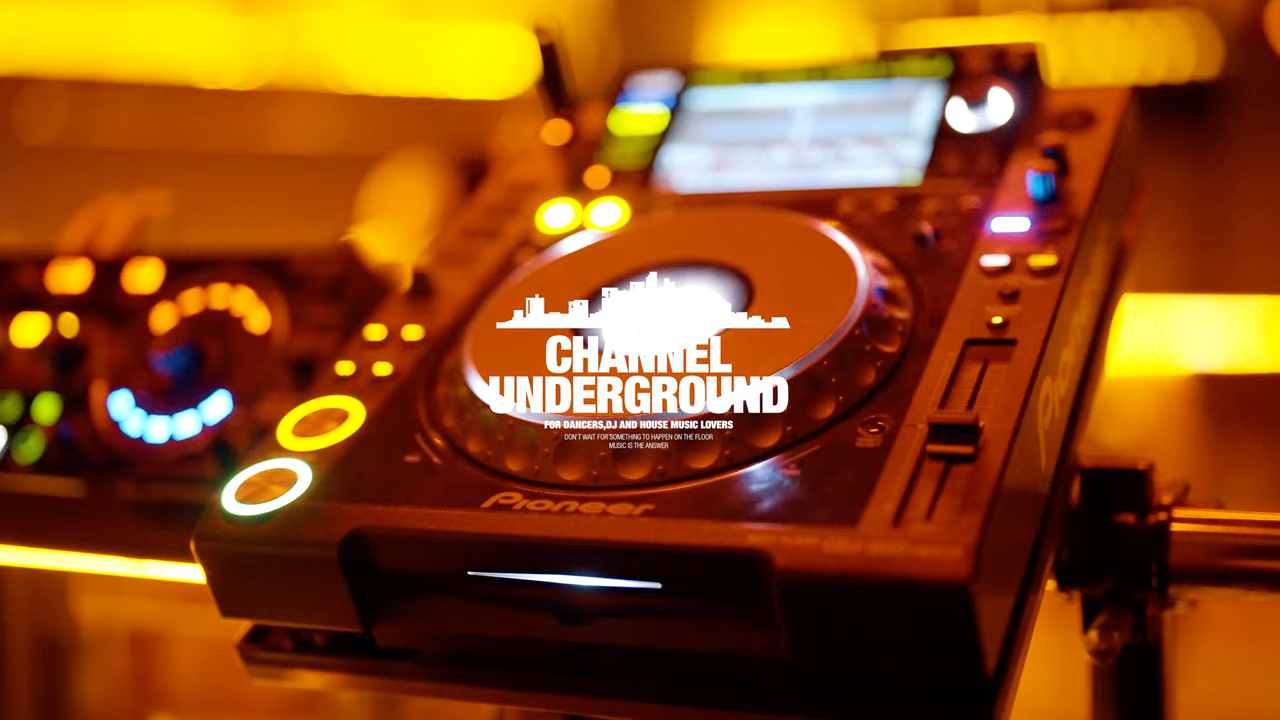 CHANNEL
UNDERGROUND
FOR DANCERS,DJ AND HOUSE MUSIC LOVERS
DON'T WAIT FOR SOMETHING TO HAPPEN ON THE FLOOR
MUSIC IS THE ANSWER
Pioneer